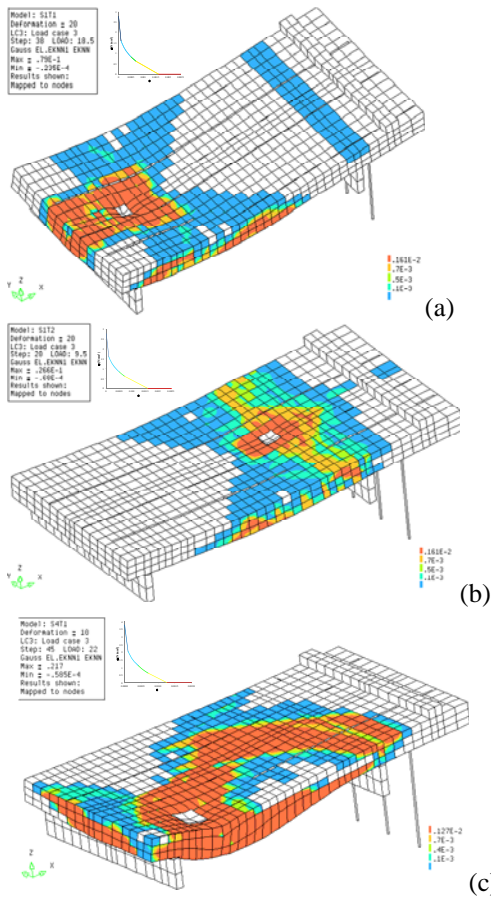 Model: S1T1
Deformation = 20
LC3: Load case 3
Step: 38 LOAD: 18.5
Gauss EL.EKNN1 EKNN
Max = .79E-1
Min = -.235E-4
Results shown:
Mapped to nodes
Y Z X
.161E-2
.7E-3
.5E-3
.1E-3
(a)
Model: S1T2
Deformation = 20
LC3: Load case 3
Step: 20 LOAD: 9.5
Gauss EL.EKNN1 EKNN
Max = .266E-1
Results shown:
Mapped to nodes
Y Z X
.161E-2
.7E-3
.5E-3
.1E-3
(b)
Model: S4T1
Deformation = 10
LC3: Load case 3
Step: 45 LOAD: 22
Gauss EL.EKNN1 EKNN
Max = .217
Min = -.585E-4
Results shown:
Mapped to nodes
Z X
.127E-2
.7E-3
.4E-3
.1E-3
(c